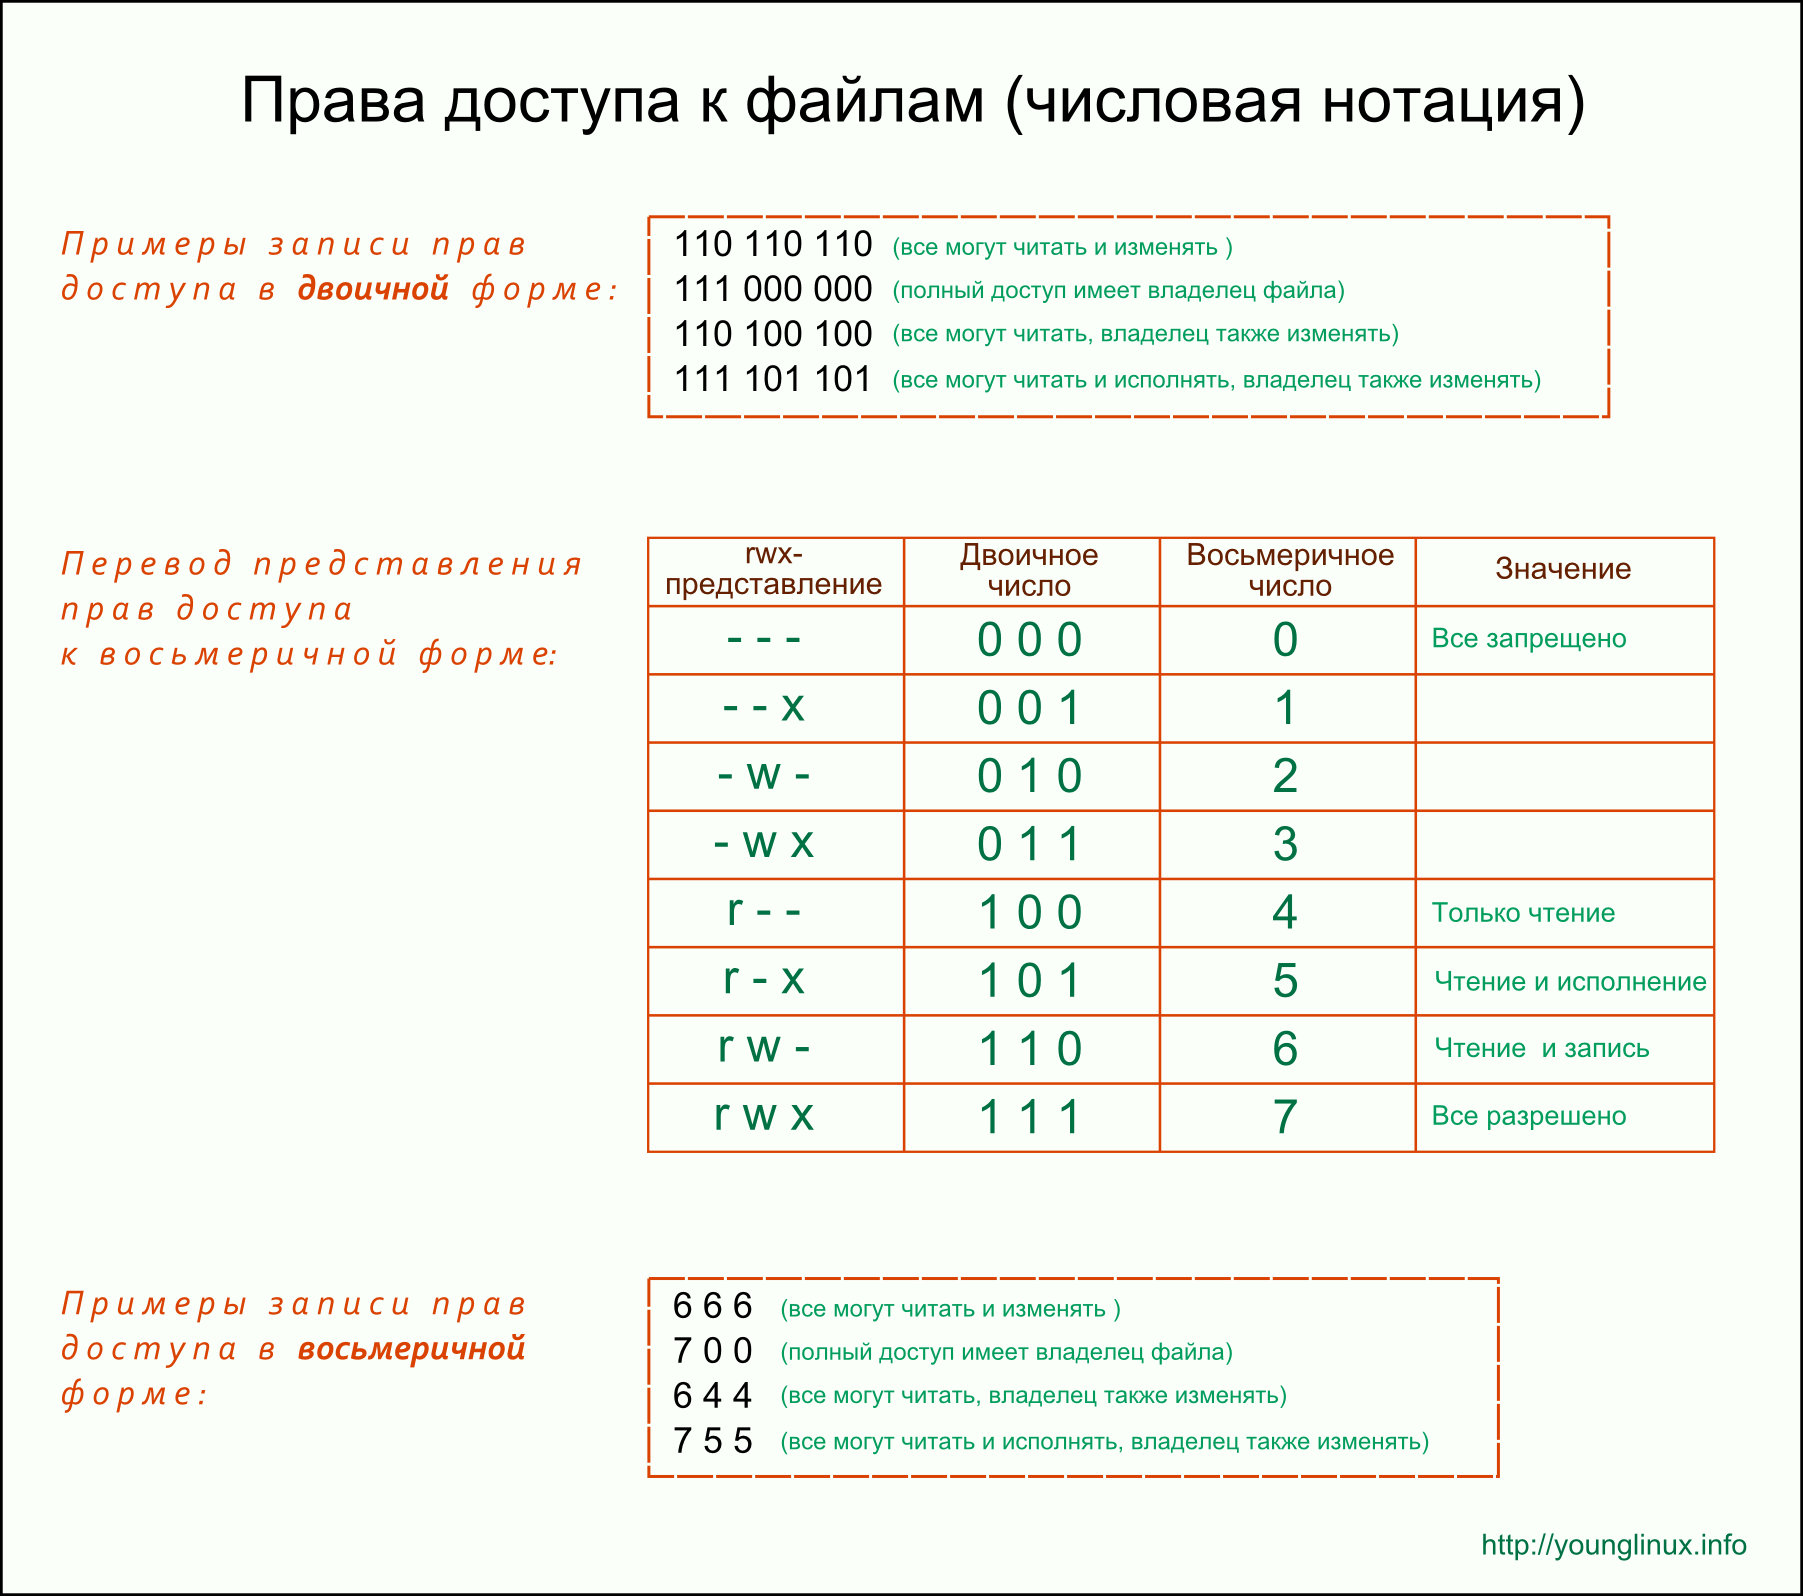 Права доступа к файлам (числовая нотация)
Примеры записи прав
доступа в двоичной форме:
110 110 110 (все могут читать и изменять )
111 000 000 (полный доступ имеет владелец файла)
110 100 100 (все могут читать, владелец также изменять)
111 101 101 (все могут читать и исполнять, владелец также изменять)
Перевод представления
прав доступа
к восьмеричной форме:
rwx-представление Двоичное число Восьмеричное число Значение
- - - 0 0 0 0 Все запрещено
- - x 0 0 1 1
- w - 0 1 0 2
- w x 0 1 1 3
r - - 1 0 0 4 Только чтение
r - x 1 0 1 5 Чтение и исполнение
r w - 1 1 0 6 Чтение  и запись
r w x 1 1 1 7 Все разрешено
Примеры записи прав
доступа в восьмеричной
форме:
6 6 6 (все могут читать и изменять )
7 0 0 (полный доступ имеет владелец файла)
6 4 4 (все могут читать, владелец также изменять)
7 5 5 (все могут читать и исполнять, владелец также изменять)
http://younglinux.info